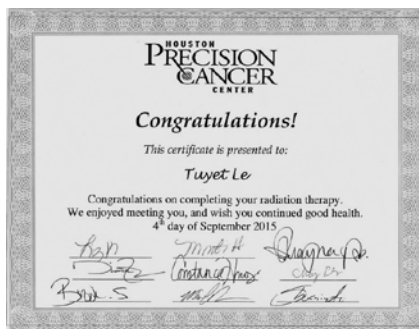 HOUSTON
PRECISION
CANCER
CENTER
Congratulations!
This certificate is presented to:
Tuyet Le
Congratulations on completing your radiation therapy.
We enjoyed meeting you, and wish you continued good health.
4th day of September 2015